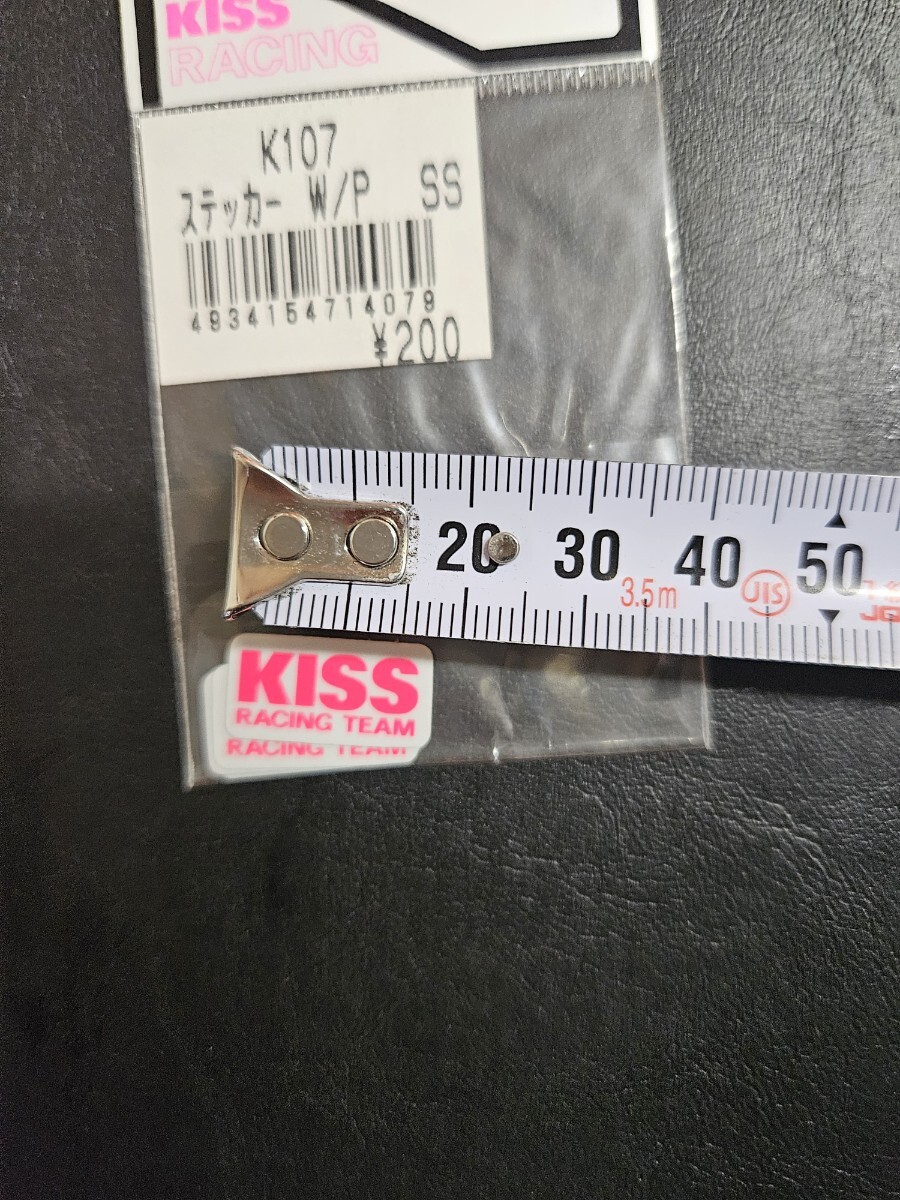 KISS
RACING
K107
ステッカー W/P SS
4934154714079
¥200
20 30 40 50
3.5m JIS
KISS
RACING TEAM
RACING TEAM